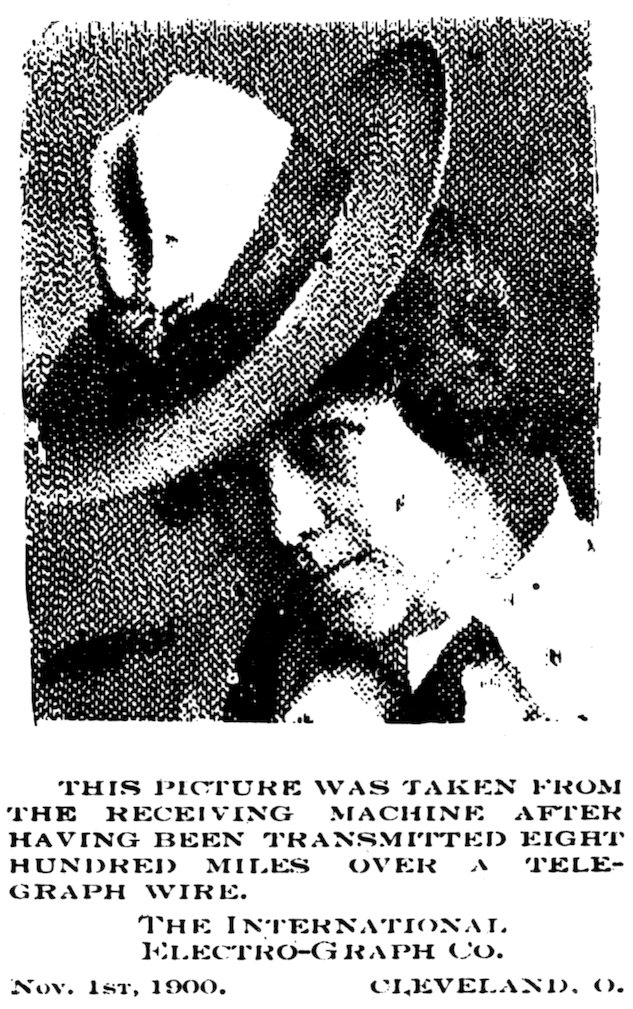 THIS PICTURE WAS TAKEN FROM
THE RECEIVING MACHINE AFTER
HAVING BEEN TRANSMITTED EIGHT
HUNDRED MILES OVER A TELE-
GRAPH WIRE.
THE INTERNATIONAL
ELECTRO-GRAPH CO.
NOV. 1ST, 1900. CLEVELAND, O.